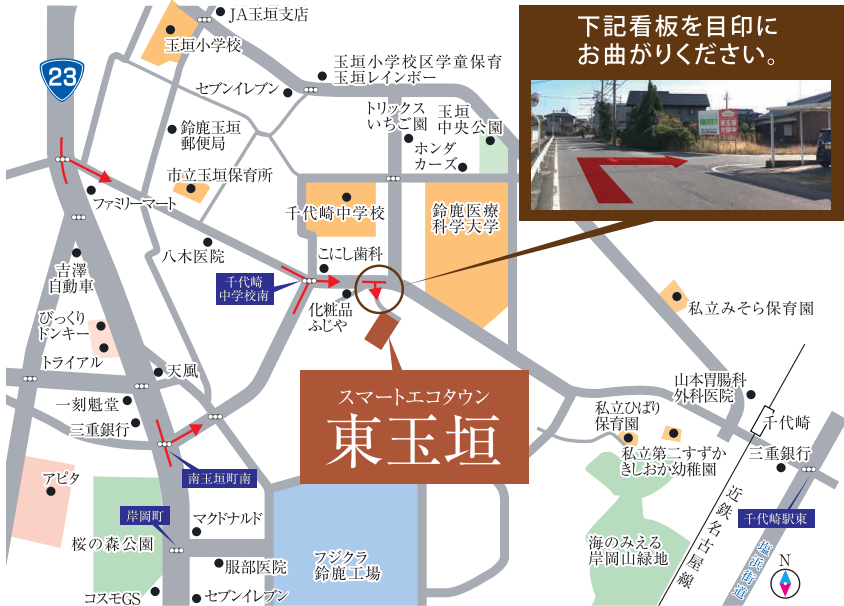 JA玉垣支店
玉垣小学校
玉垣小学校区学童保育
玉垣レインボー
セブンイレブン
23
下記看板を目印に
お曲がりください。
トリックス
いちご園
玉垣
中央公園
鈴鹿玉垣
郵便局
ホンダ
カーズ
市立玉垣保育所
ファミリーマート
千代崎中学校
鈴鹿医療
科学大学
八木医院
こにし歯科
吉澤
自動車
千代崎
中学校南
化粧品
ふじや
私立みそら保育園
びっくり
ドンキー
トライアル
天風
スマートエコタウン
東玉垣
山本胃腸科
外科医院
一刻魁堂
三重銀行
私立ひばり
保育園
千代崎
私立第二すずか
きしおか幼稚園
三重銀行
アピタ
南玉垣町南
岸岡町
マクドナルド
近鉄名古屋線
千代崎駅東
桜の森公園
海のみえる
岸岡山緑地
塩浜街道
フジクラ
鈴鹿工場
服部医院
N
コスモGS
セブンイレブン